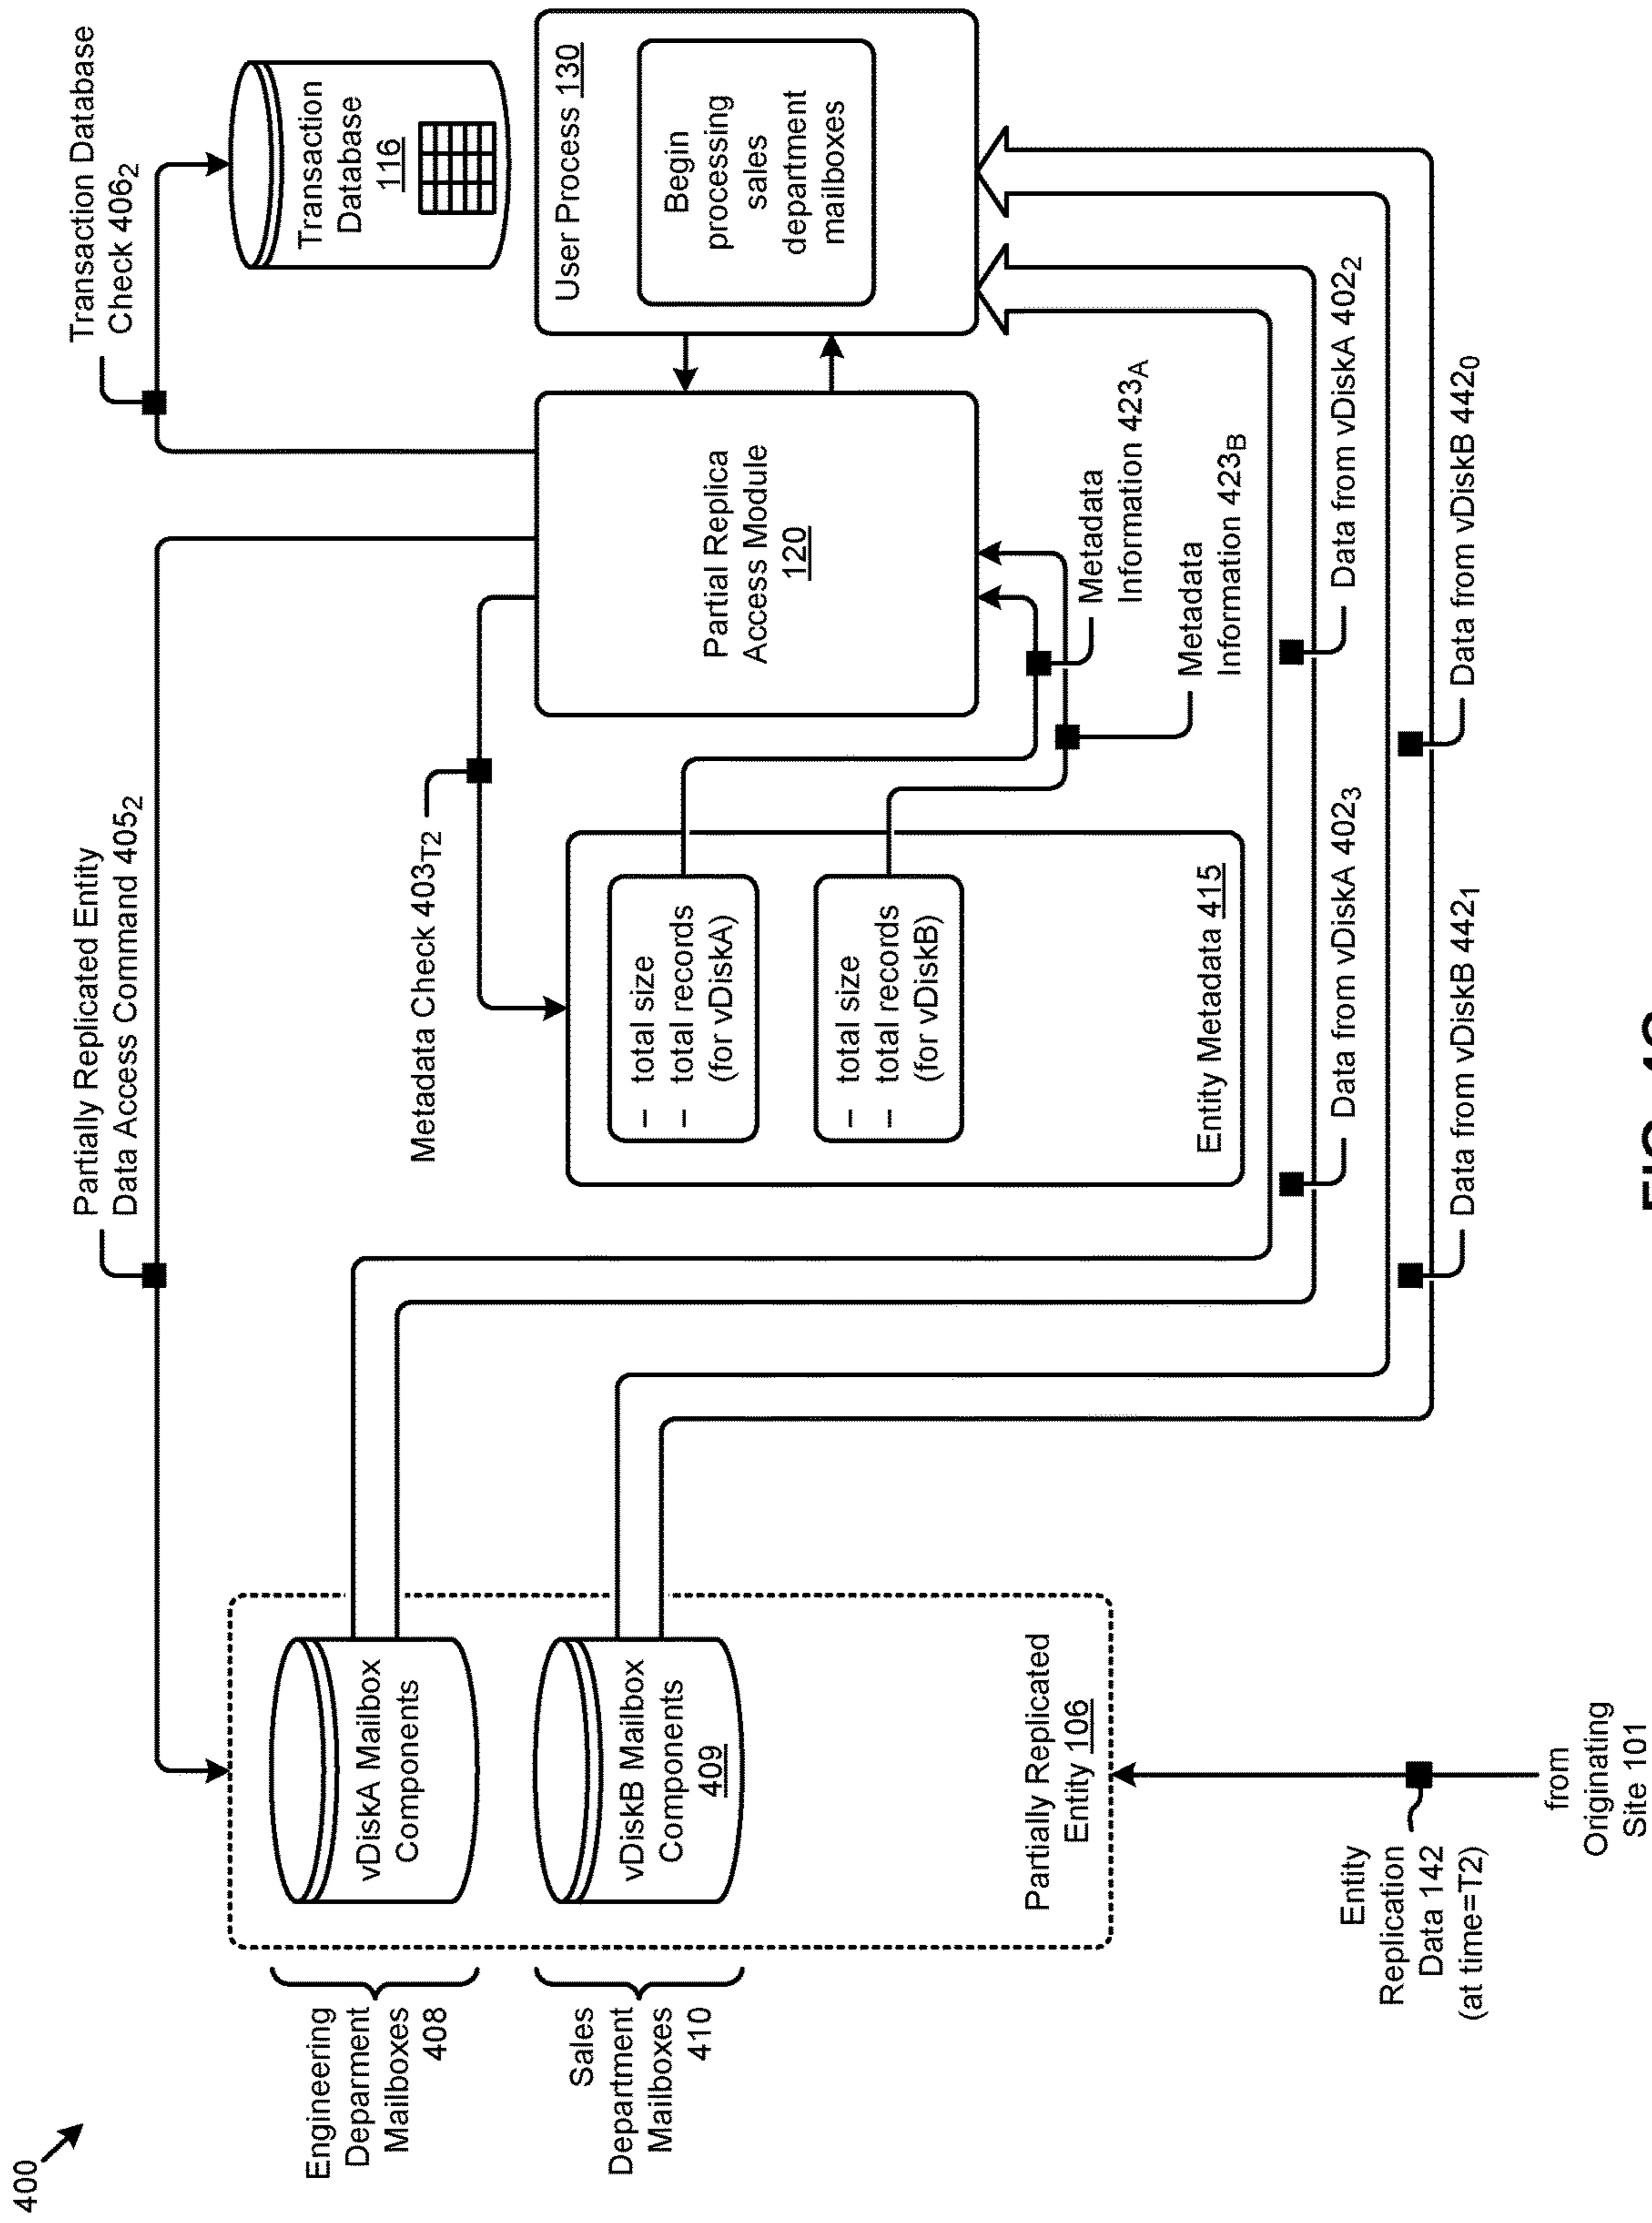 400
Partially Replicated Entity
Data Access Command 405₂
Transaction Database
Check 406₂
Engineering
Deparment
Mailboxes
408
vDiskA Mailbox
Components
Sales
Department
Mailboxes
410
vDiskB Mailbox
Components
409
Partially Replicated
Entity 106
Metadata Check 403T2
– total size
– total records
(for vDiskA)
– total size
– total records
(for vDiskB)
Entity Metadata 415
Partial Replica
Access Module
120
Transaction
Database
116
User Process 130
Begin
processing
sales
department
mailboxes
Metadata
Information 423A
Metadata
Information 423B
Entity
Replication
Data 142
(at time=T2)
from
Originating
Site 101
Data from vDiskA 402₃
Data from vDiskA 402₂
Data from vDiskB 442₁
Data from vDiskB 442₀
FIG.